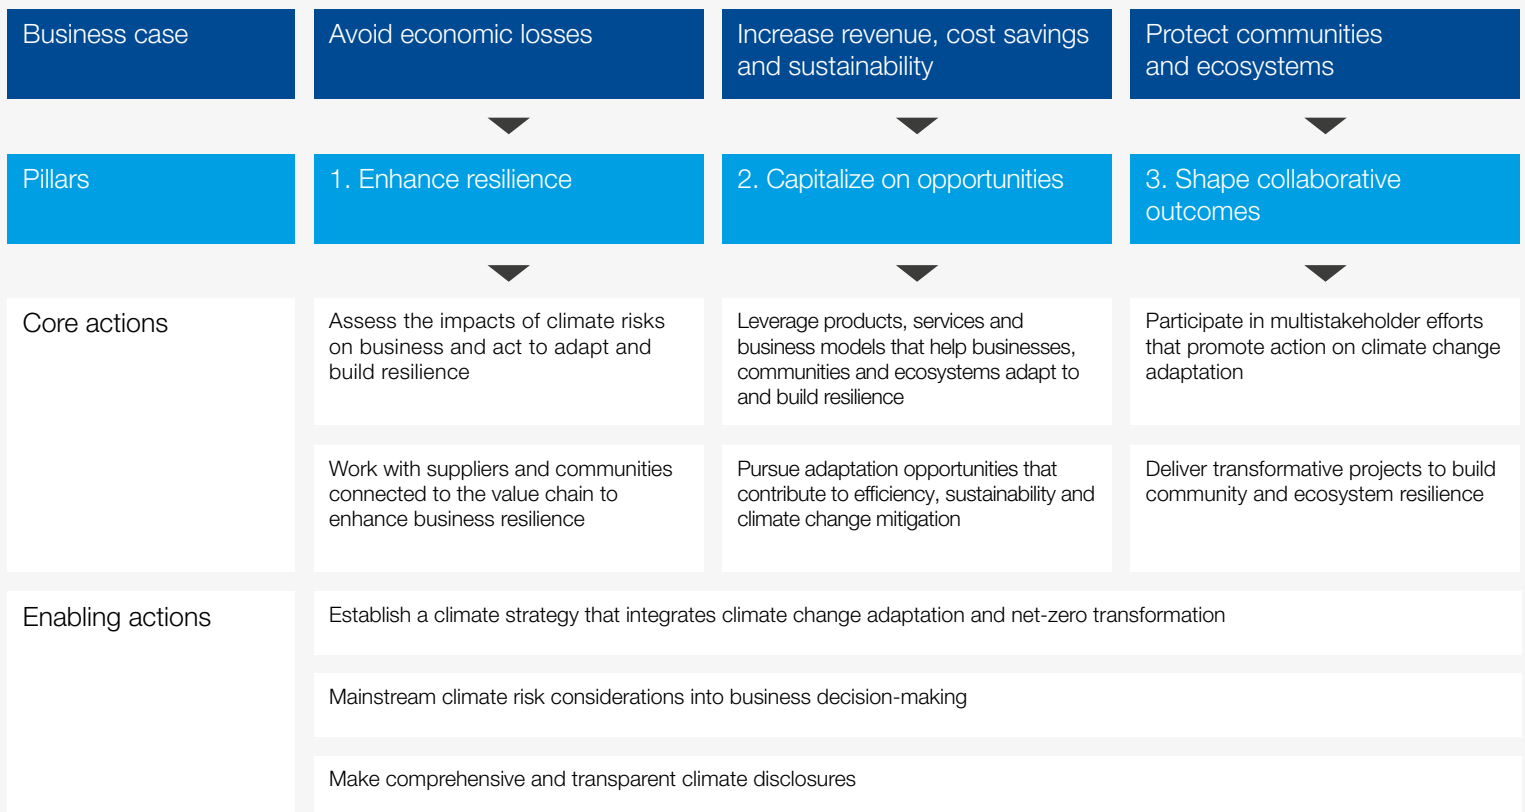 Business case
Avoid economic losses
Increase revenue, cost savings
and sustainability
Protect communities
and ecosystems
Pillars
1. Enhance resilience
2. Capitalize on opportunities
3. Shape collaborative
outcomes
Core actions
Assess the impacts of climate risks
on business and act to adapt and
build resilience
Leverage products, services and
business models that help businesses,
communities and ecosystems adapt to
and build resilience
Participate in multistakeholder efforts
that promote action on climate change
adaptation
Work with suppliers and communities
connected to the value chain to
enhance business resilience
Pursue adaptation opportunities that
contribute to efficiency, sustainability and
climate change mitigation
Deliver transformative projects to build
community and ecosystem resilience
Enabling actions
Establish a climate strategy that integrates climate change adaptation and net-zero transformation
Mainstream climate risk considerations into business decision-making
Make comprehensive and transparent climate disclosures